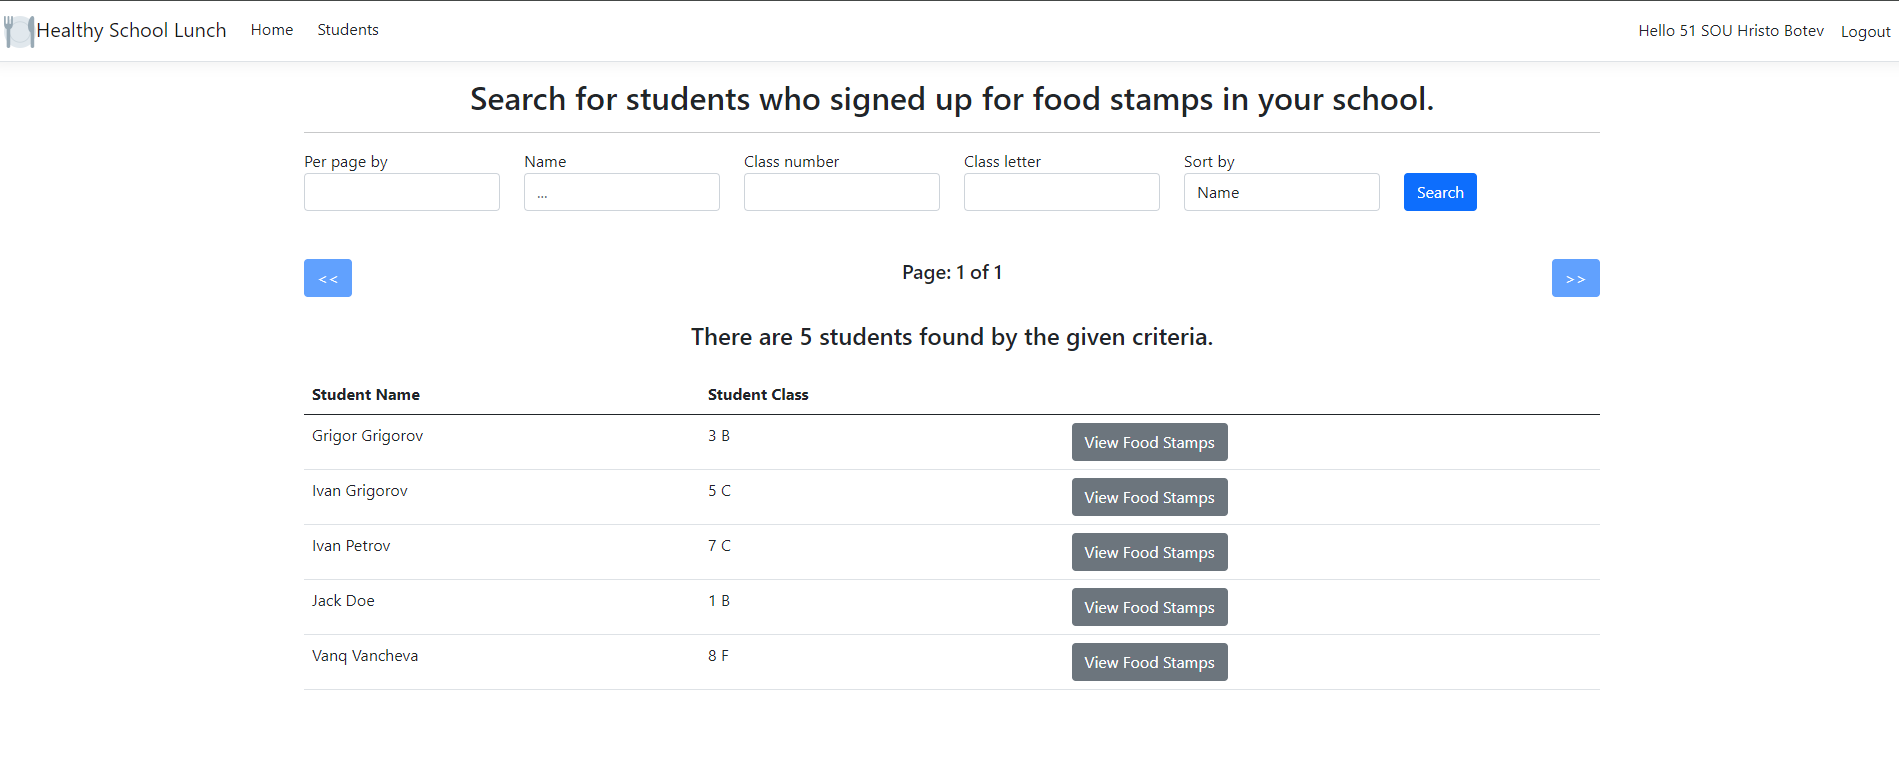 Healthy School Lunch Home Students Hello 51 SOU Hristo Botev Logout
Search for students who signed up for food stamps in your school.
Per page by Name Class number Class letter Sort by
... Name Search
<< Page: 1 of 1 >>
There are 5 students found by the given criteria.
Student Name Student Class
Grigor Grigorov 3 B View Food Stamps
Ivan Grigorov 5 C View Food Stamps
Ivan Petrov 7 C View Food Stamps
Jack Doe 1 B View Food Stamps
Vanq Vancheva 8 F View Food Stamps